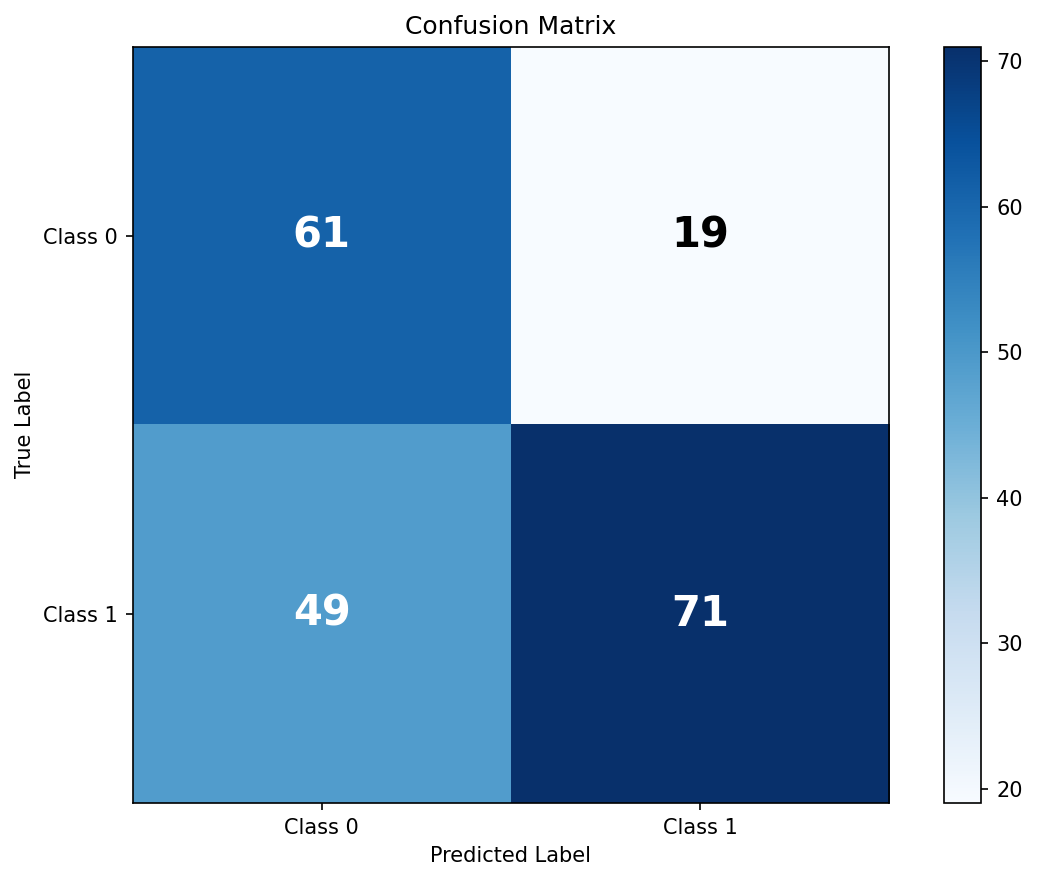 Confusion Matrix
True Label
Class 0
Class 1
61
19
49
71
Class 0
Class 1
Predicted Label
70
60
50
40
30
20